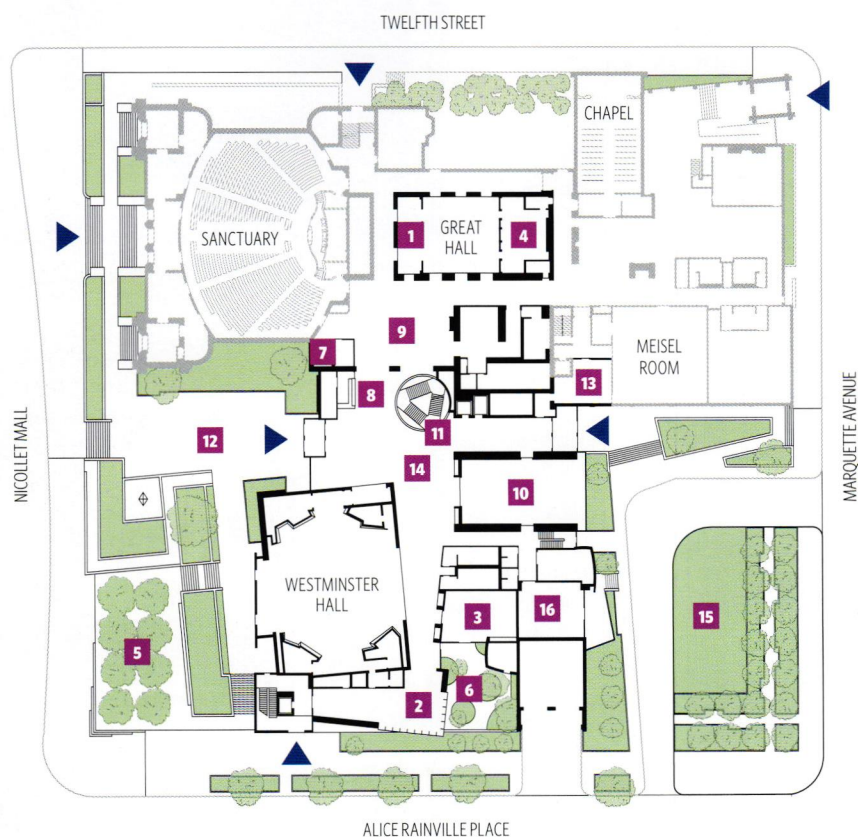 TWELFTH STREET
CHAPEL
SANCTUARY
1
GREAT
HALL
4
9
7
MEISEL
ROOM
8
13
NICOLLET MALL
MARQUETTE AVENUE
12
11
14
10
WESTMINSTER
HALL
3
16
15
5
6
2
ALICE RAINVILLE PLACE